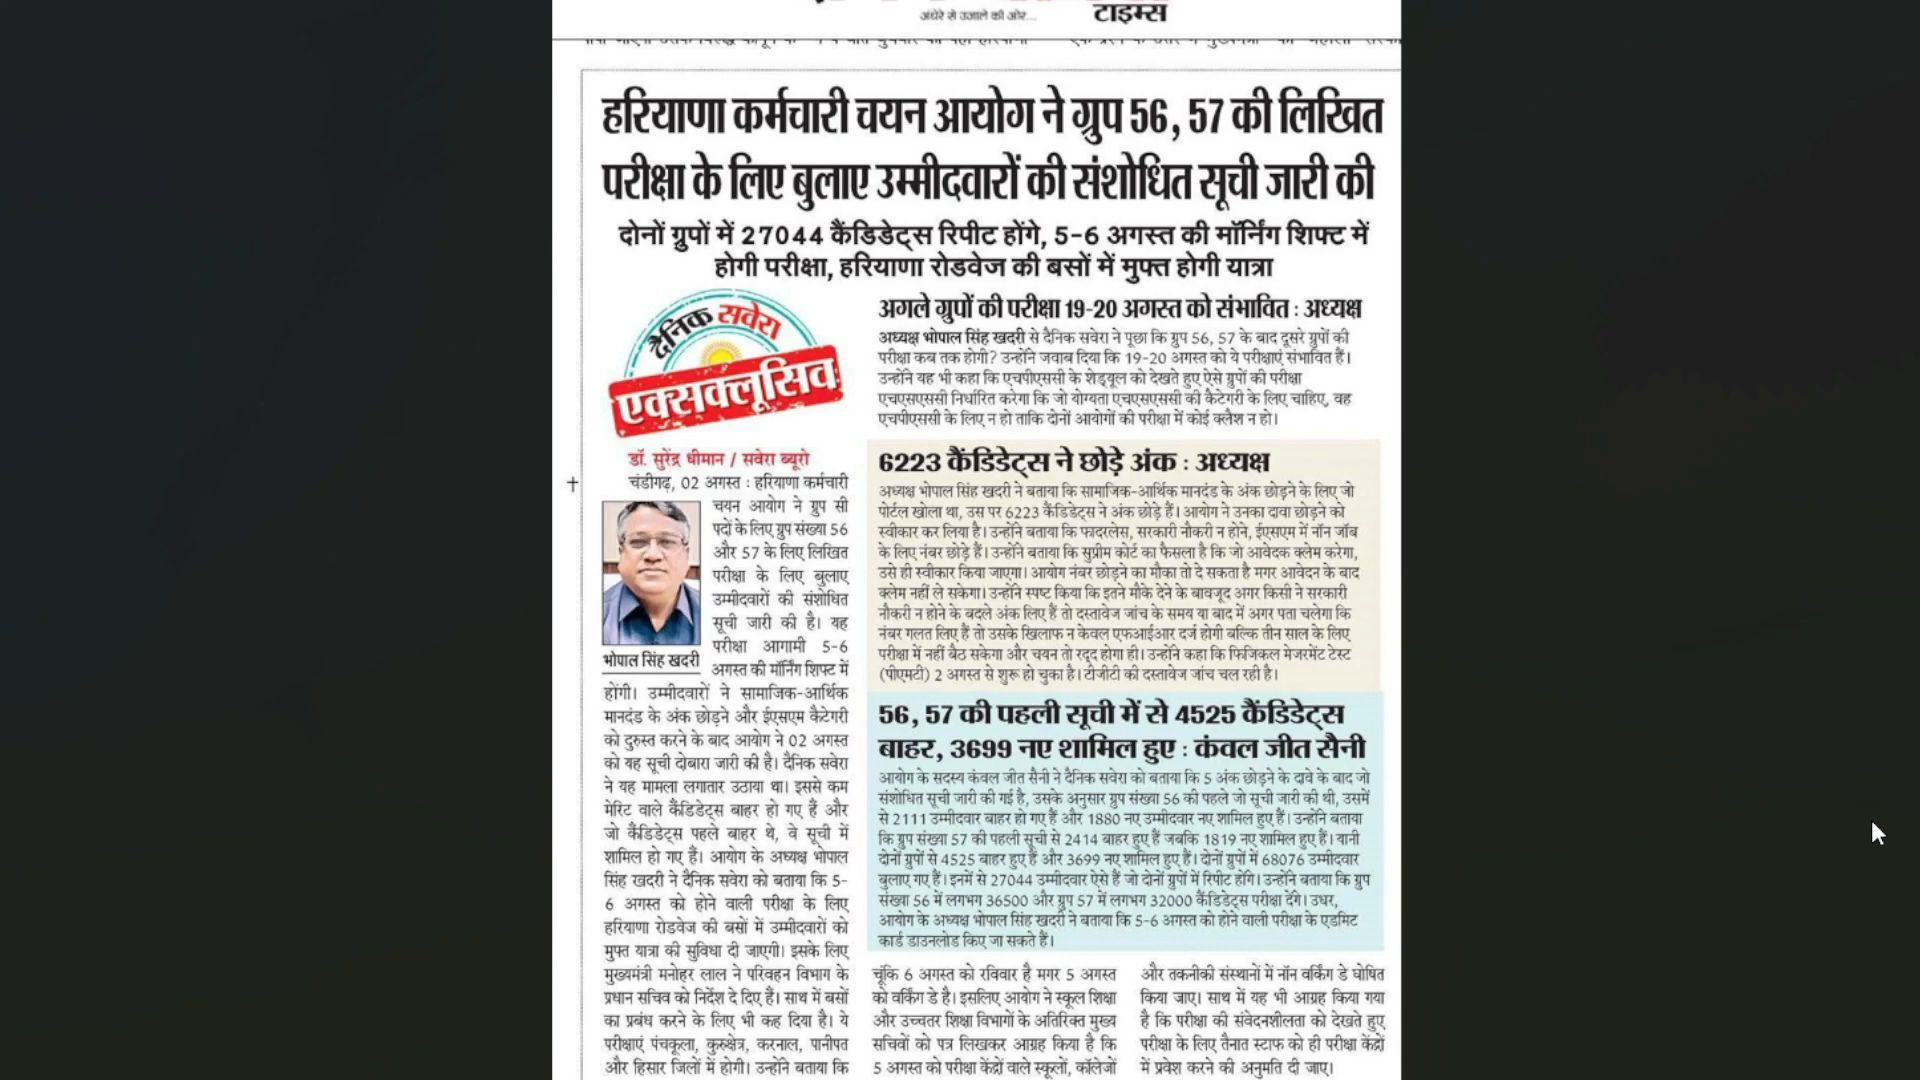 अंधेरे से उजाले की ओर...
टाइम्स
हरियाणा कर्मचारी चयन आयोग ने ग्रुप 56, 57 की लिखित
परीक्षा के लिए बुलाए उम्मीदवारों की संशोधित सूची जारी की
दोनों ग्रुपों में 27044 कैंडिडेट्स रिपीट होंगे, 5-6 अगस्त की मॉर्निंग शिफ्ट में
होगी परीक्षा, हरियाणा रोडवेज की बसों में मुफ्त होगी यात्रा
दैनिक सवेरा
एक्सक्लूसिव
डॉ. सुरेंद्र धीमान / सवेरा ब्यूरो
चंडीगढ़, 02 अगस्त : हरियाणा कर्मचारी
चयन आयोग ने ग्रुप सी
पदों के लिए ग्रुप संख्या 56
और 57 के लिए लिखित
परीक्षा के लिए बुलाए
उम्मीदवारों की संशोधित
सूची जारी की है। यह
परीक्षा आगामी 5-6
अगस्त की मॉर्निंग शिफ्ट में
भोपाल सिंह खदरी
होंगी। उम्मीदवारों ने सामाजिक-आर्थिक
मानदंड के अंक छोड़ने और ईएसएम कैटेगरी
को दुरुस्त करने के बाद आयोग ने 02 अगस्त
को यह सूची दोबारा जारी की है। दैनिक सवेरा
ने यह मामला लगातार उठाया था। इससे कम
मेरिट वाले कैंडिडेट्स बाहर हो गए हैं और
जो कैंडिडेट्स पहले बाहर थे, वे सूची में
शामिल हो गए हैं। आयोग के अध्यक्ष भोपाल
सिंह खदरी ने दैनिक सवेरा को बताया कि 5-
6 अगस्त को होने वाली परीक्षा के लिए
हरियाणा रोडवेज की बसों में उम्मीदवारों को
मुफ्त यात्रा की सुविधा दी जाएगी। इसके लिए
मुख्यमंत्री मनोहर लाल ने परिवहन विभाग के
प्रधान सचिव को निर्देश दे दिए हैं। साथ में बसों
का प्रबंध करने के लिए भी कह दिया है। ये
परीक्षाएं पंचकूला, कुरुक्षेत्र, करनाल, पानीपत
और हिसार जिलों में होगी। उन्होंने बताया कि
अगले ग्रुपों की परीक्षा 19-20 अगस्त को संभावित : अध्यक्ष
अध्यक्ष भोपाल सिंह खदरी से दैनिक सवेरा ने पूछा कि ग्रुप 56, 57 के बाद दूसरे ग्रुपों की
परीक्षा कब तक होगी? उन्होंने जवाब दिया कि 19-20 अगस्त को ये परीक्षाएं संभावित हैं।
उन्होंने यह भी कहा कि एचपीएससी के शेड्यूल को देखते हुए ऐसे ग्रुपों की परीक्षा
एचएसएससी निर्धारित करेगा कि जो योग्यता एचएसएससी की कैटेगरी के लिए चाहिए, वह
एचपीएससी के लिए न हो ताकि दोनों आयोगों की परीक्षा में कोई क्लैश न हो।
6223 कैंडिडेट्स ने छोड़े अंक : अध्यक्ष
अध्यक्ष भोपाल सिंह खदरी ने बताया कि सामाजिक-आर्थिक मानदंड के अंक छोड़ने के लिए जो
पोर्टल खोला था, उस पर 6223 कैंडिडेट्स ने अंक छोड़े हैं। आयोग ने उनका दावा छोड़ने को
स्वीकार कर लिया है। उन्होंने बताया कि फादरलेस, सरकारी नौकरी न होने, ईएसएम में नॉन जॉब
के लिए नंबर छोड़े हैं। उन्होंने बताया कि सुप्रीम कोर्ट का फैसला है कि जो आवेदक क्लेम करेगा,
उसे ही स्वीकार किया जाएगा। आयोग नंबर छोड़ने का मौका तो दे सकता है मगर आवेदन के बाद
क्लेम नहीं ले सकेगा। उन्होंने स्पष्ट किया कि इतने मौके देने के बावजूद अगर किसी ने सरकारी
नौकरी न होने के बदले अंक लिए हैं तो दस्तावेज जांच के समय या बाद में अगर पता चलेगा कि
नंबर गलत लिए हैं तो उसके खिलाफ न केवल एफआईआर दर्ज होगी बल्कि तीन साल के लिए
परीक्षा में नहीं बैठ सकेगा और चयन तो रद्द होगा ही। उन्होंने कहा कि फिजिकल मेजरमेंट टेस्ट
(पीएमटी) 2 अगस्त से शुरू हो चुका है। टीजीटी की दस्तावेज जांच चल रही है।
56, 57 की पहली सूची में से 4525 कैंडिडेट्स
बाहर, 3699 नए शामिल हुए : कंवल जीत सैनी
आयोग के सदस्य कंवल जीत सैनी ने दैनिक सवेरा को बताया कि 5 अंक छोड़ने के दावे के बाद जो
संशोधित सूची जारी की गई है, उसके अनुसार ग्रुप संख्या 56 की पहले जो सूची जारी की थी, उसमें
से 2111 उम्मीदवार बाहर हो गए हैं और 1880 नए उम्मीदवार नए शामिल हुए हैं। उन्होंने बताया
कि ग्रुप संख्या 57 की पहली सूची से 2414 बाहर हुए हैं जबकि 1819 नए शामिल हुए हैं। यानी
दोनों ग्रुपों से 4525 बाहर हुए हैं और 3699 नए शामिल हुए हैं। दोनों ग्रुपों में 68076 उम्मीदवार
बुलाए गए हैं। इनमें से 27044 उम्मीदवार ऐसे हैं जो दोनों ग्रुपों में रिपीट होंगे। उन्होंने बताया कि ग्रुप
संख्या 56 में लगभग 36500 और ग्रुप 57 में लगभग 32000 कैंडिडेट्स परीक्षा देंगे। उधर,
आयोग के अध्यक्ष भोपाल सिंह खदरी ने बताया कि 5-6 अगस्त को होने वाली परीक्षा के एडमिट
कार्ड डाउनलोड किए जा सकते हैं।
चूंकि 6 अगस्त को रविवार है मगर 5 अगस्त
को वर्किंग डे है। इसलिए आयोग ने स्कूल शिक्षा
और उच्चतर शिक्षा विभागों के अतिरिक्त मुख्य
सचिवों को पत्र लिखकर आग्रह किया है कि
5 अगस्त को परीक्षा केंद्रों वाले स्कूलों, कॉलेजों
और तकनीकी संस्थानों में नॉन वर्किंग डे घोषित
किया जाए। साथ में यह भी आग्रह किया गया
है कि परीक्षा की संवेदनशीलता को देखते हुए
परीक्षा के लिए तैनात स्टाफ को ही परीक्षा केंद्रों
में प्रवेश करने की अनुमति दी जाए।